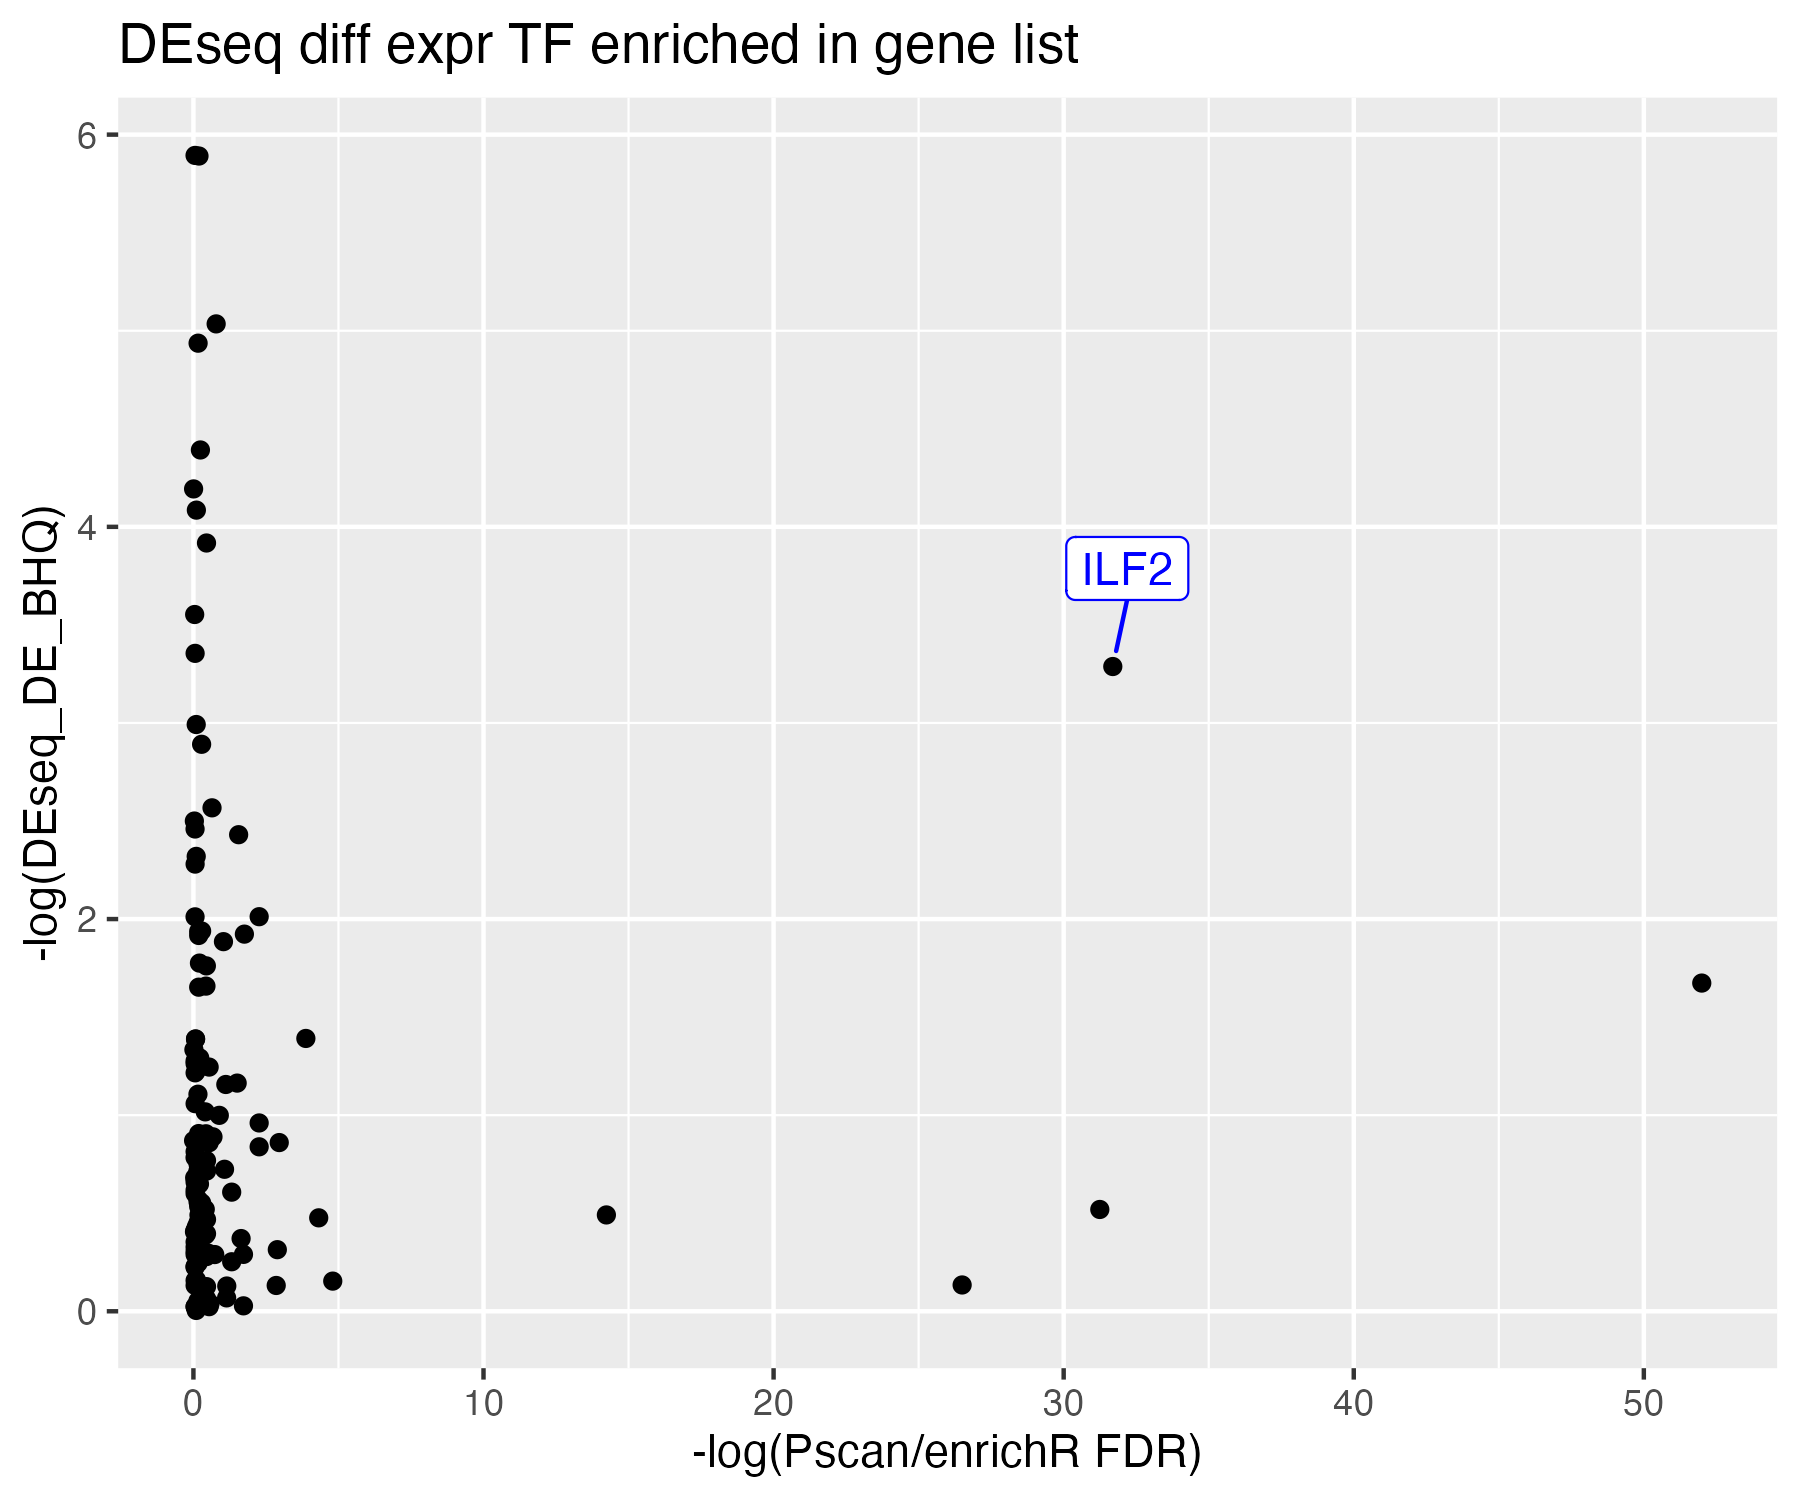 DEseq diff expr TF enriched in gene list
-log(DEseq_DE_BHQ)
6
4
2
0
ILF2
0 10 20 30 40 50
-log(Pscan/enrichR FDR)